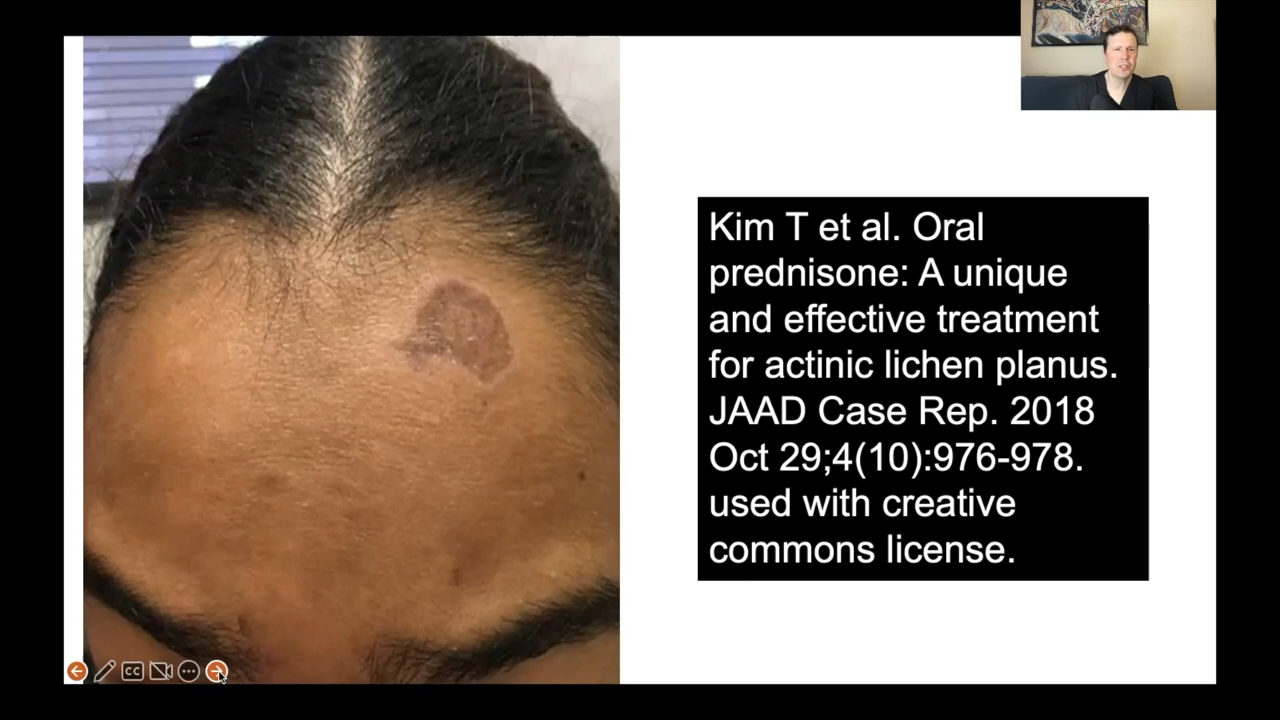 Kim T et al. Oral
prednisone: A unique
and effective treatment
for actinic lichen planus.
JAAD Case Rep. 2018
Oct 29;4(10):976-978.
used with creative
commons license.
CC